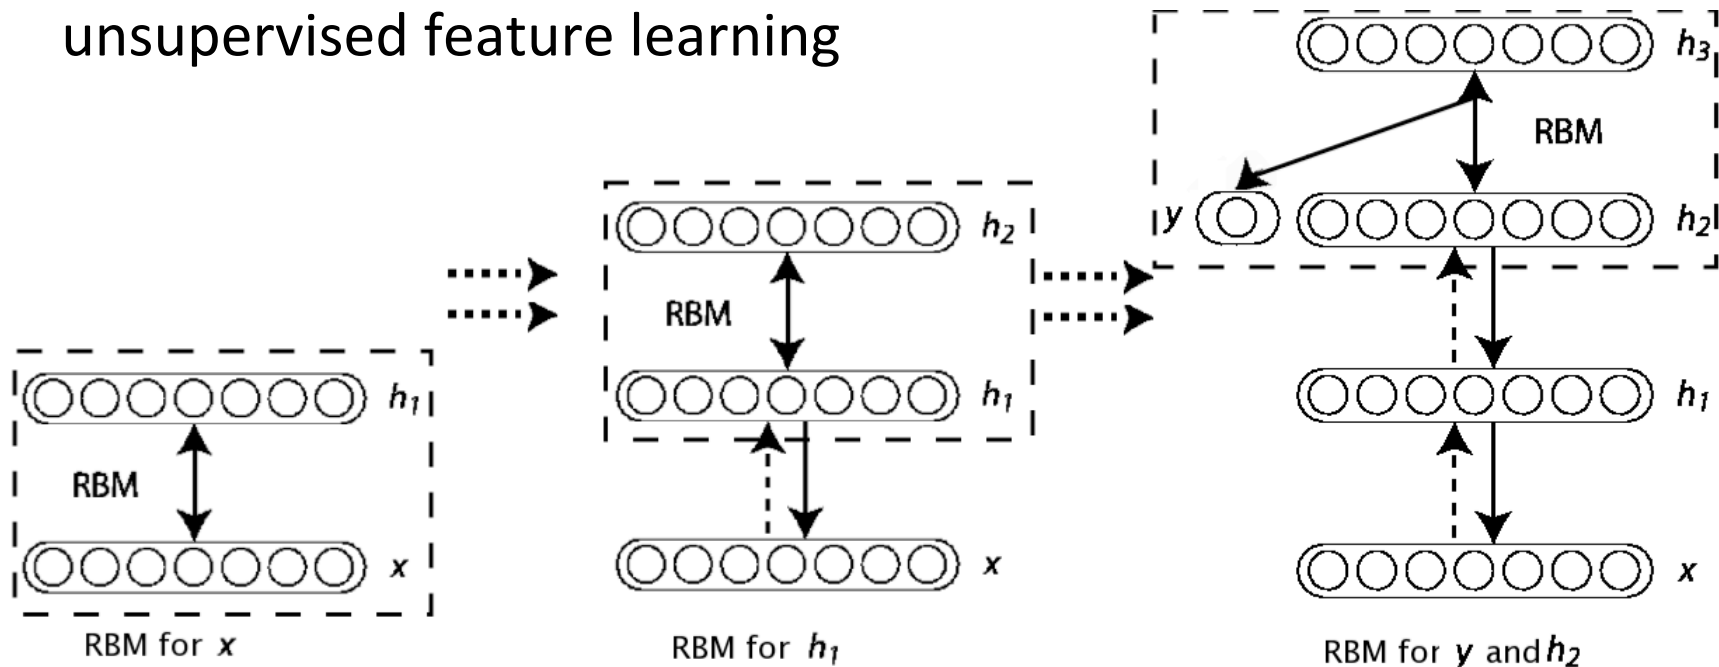 unsupervised feature learning
h1
RBM
x
RBM for x
h2
RBM
h1
x
RBM for h1
h3
RBM
y
h2
h1
x
RBM for y and h2